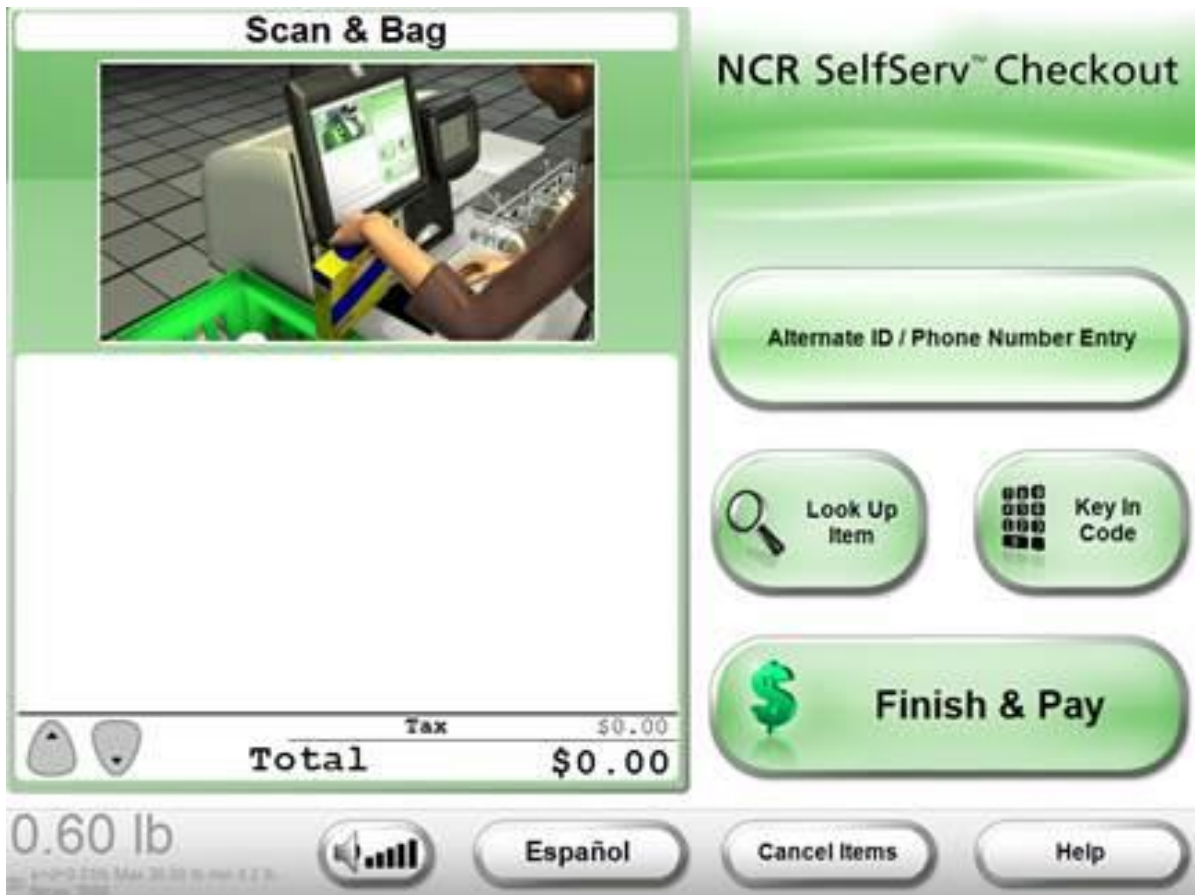 Scan & Bag
NCR SelfServ™ Checkout
Alternate ID / Phone Number Entry
Look Up
Item
Key In
Code
Tax $0.00
Total $0.00
Finish & Pay
0.60 lb
Español
Cancel Items
Help